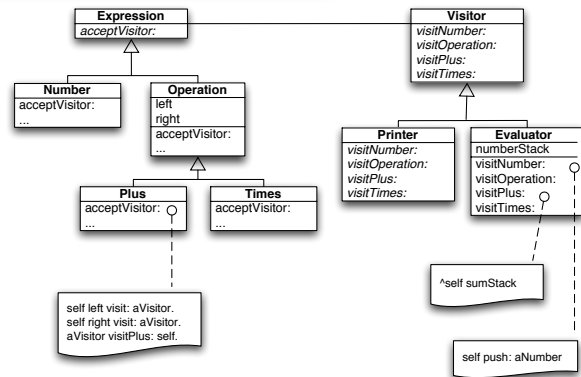 Expression
acceptVisitor:
Visitor
visitNumber:
visitOperation:
visitPlus:
visitTimes:
Number
acceptVisitor:
...
Operation
left
right
acceptVisitor:
...
Printer
visitNumber:
visitOperation:
visitPlus:
visitTimes:
Evaluator
numberStack
visitNumber:
visitOperation:
visitPlus:
visitTimes:
Plus
acceptVisitor:
...
Times
acceptVisitor:
...
^self sumStack
self left visit: aVisitor.
self right visit: aVisitor.
aVisitor visitPlus: self.
self push: aNumber